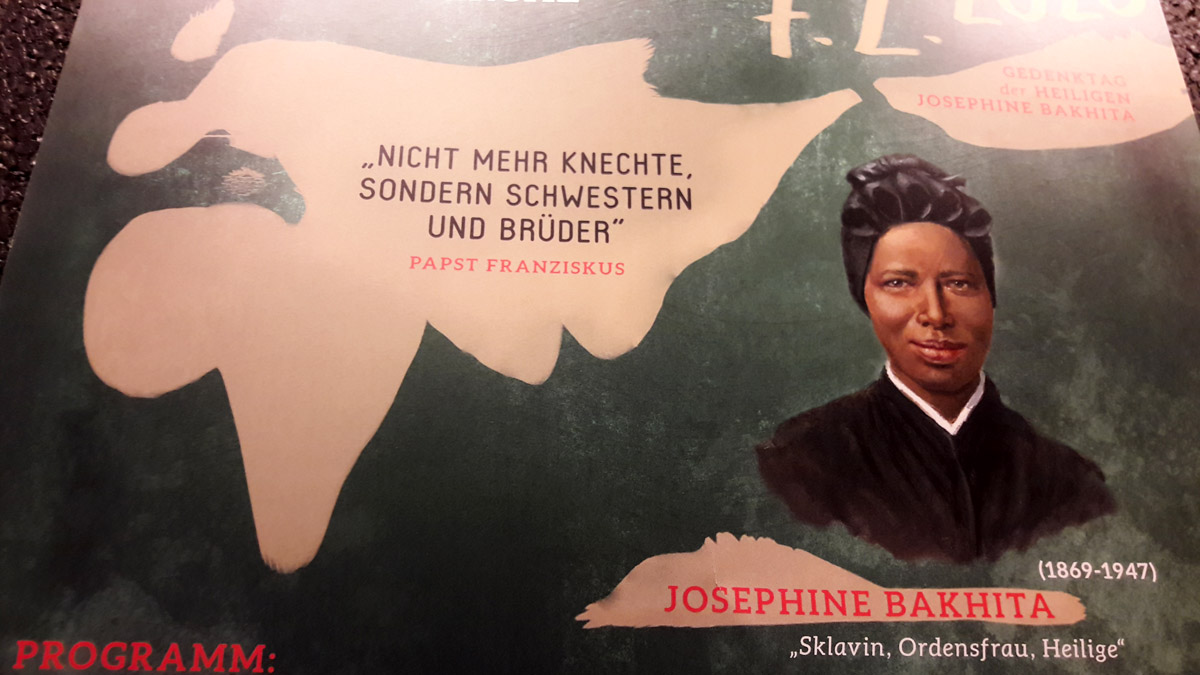 GEDENKTAG
der HEILIGEN
JOSEPHINE BAKHITA
„NICHT MEHR KNECHTE,
SONDERN SCHWESTERN
UND BRÜDER“
PAPST FRANZISKUS
(1869-1947)
JOSEPHINE BAKHITA
„Sklavin, Ordensfrau, Heilige“
PROGRAMM: